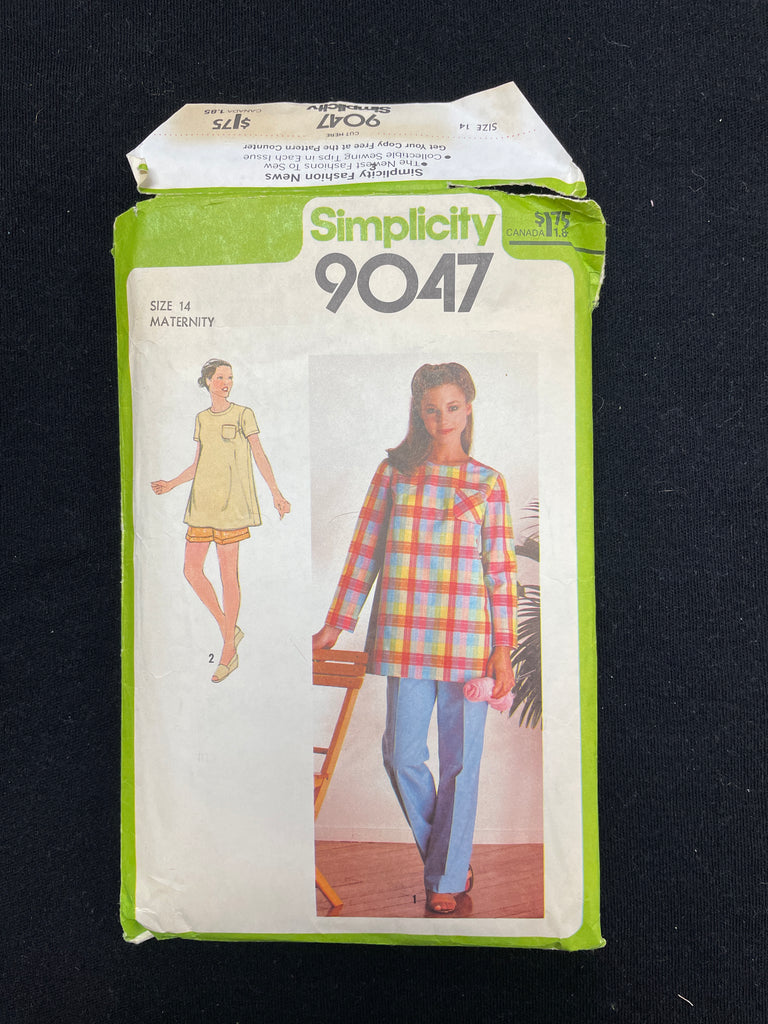 Simplicity Fashion News
• The Newest Fashions To Sew
• Collectible Sewing Tips in Each Issue
Get Your Copy Free at the Pattern Counter
CUT HERE
SIZE 14
9047
Simplicity
$1.75
CANADA 1.85
Simplicity
9047
$1.75
CANADA 1.8
SIZE 14
MATERNITY
2
1